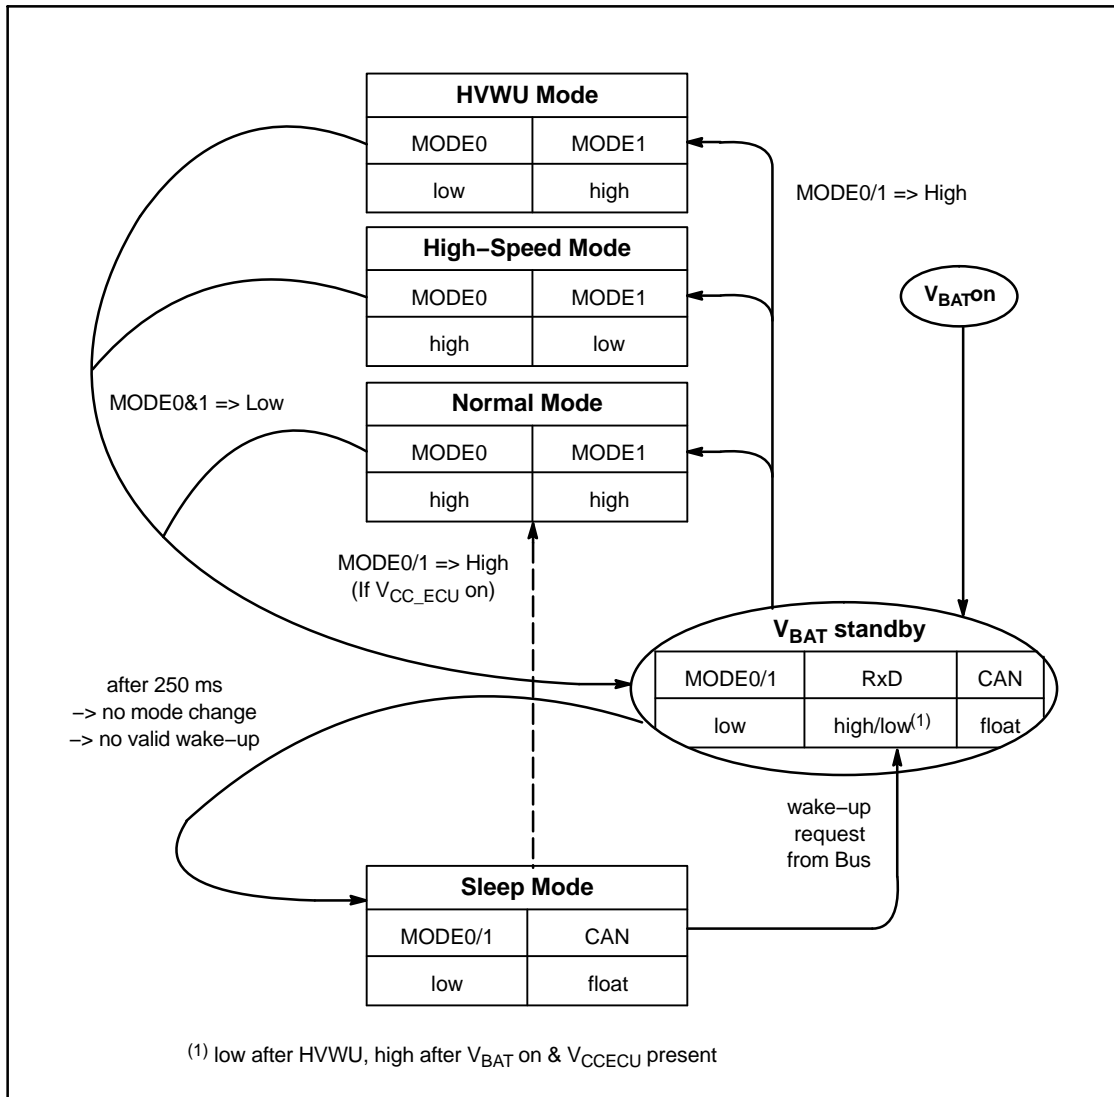 HVWU Mode
MODE0 MODE1
low high
MODE0/1 => High
High−Speed Mode
MODE0 MODE1
high low
VBATon
MODE0&1 => Low
Normal Mode
MODE0 MODE1
high high
MODE0/1 => High
(If VCC_ECU on)
VBAT standby
MODE0/1 RxD CAN
low high/low(1) float
after 250 ms
−> no mode change
−> no valid wake−up
wake−up
request
from Bus
Sleep Mode
MODE0/1 CAN
low float
(1) low after HVWU, high after VBAT on & VCCECU present